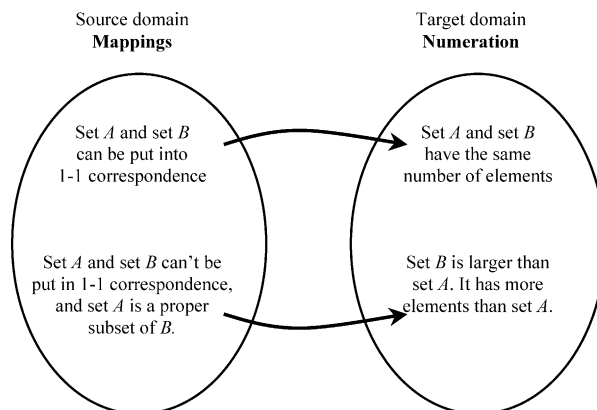 Source domain
Mappings
Target domain
Numeration
Set A and set B
can be put into
1-1 correspondence
Set A and set B
have the same
number of elements
Set A and set B can't be
put in 1-1 correspondence,
and set A is a proper
subset of B.
Set B is larger than
set A. It has more
elements than set A.